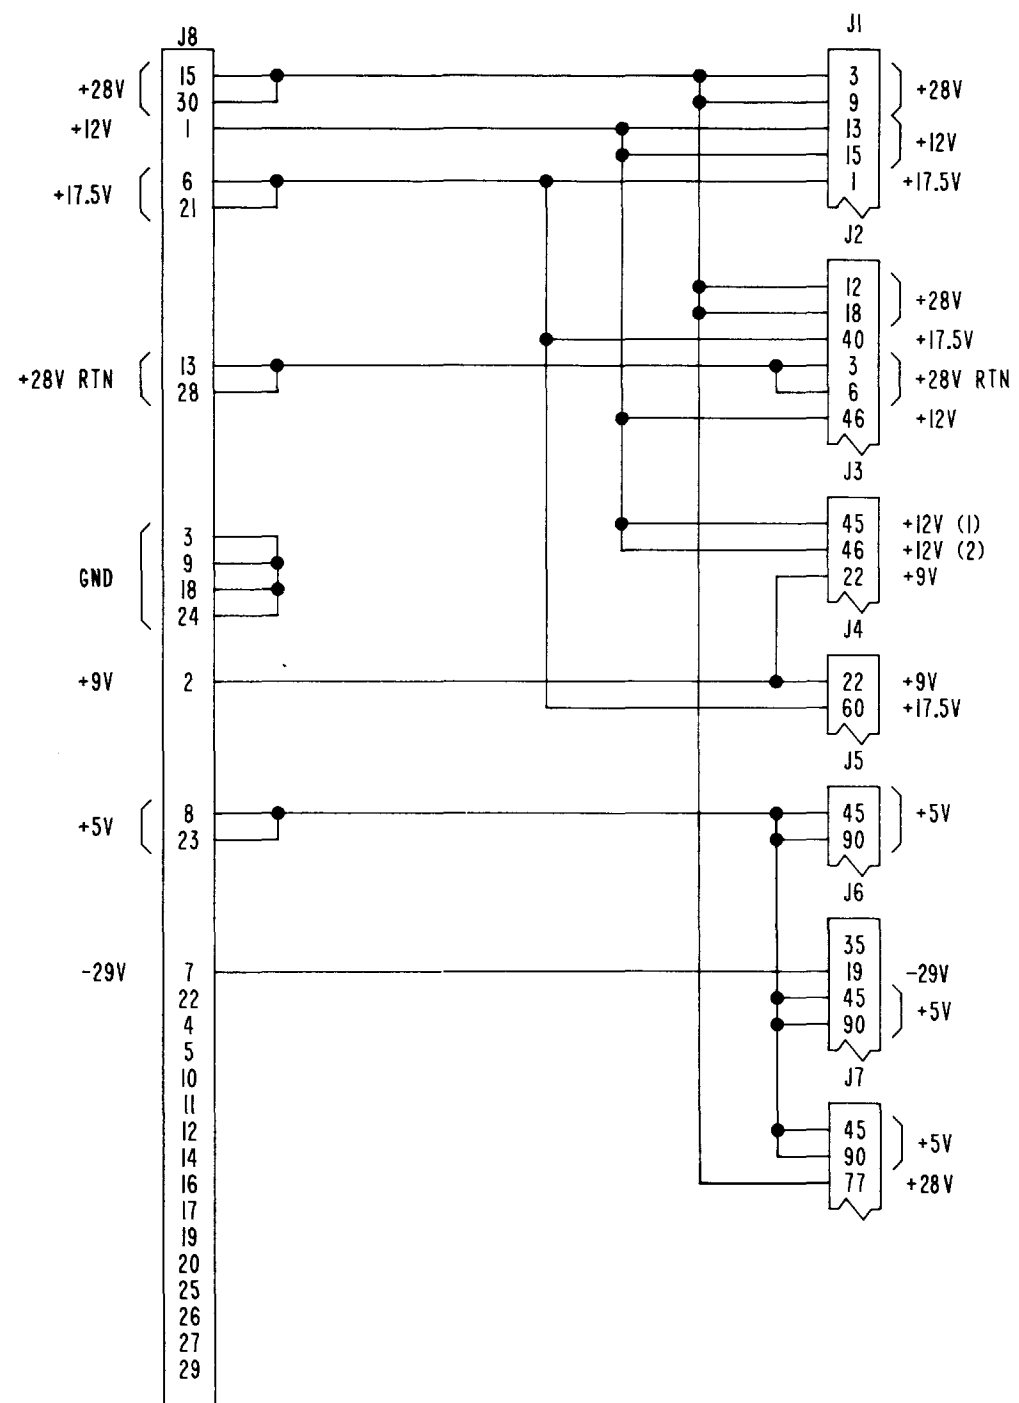 J8
J1
+28V
15
30
3
9
+28V
+12V
1
13
15
+12V
+17.5V
6
21
1
+17.5V
J2
12
18
+28V
40
+17.5V
+28V RTN
13
28
3
6
+28V RTN
46
+12V
J3
GND
3
9
18
24
45
+12V (1)
46
+12V (2)
22
+9V
J4
+9V
2
22
+9V
60
+17.5V
J5
+5V
8
23
45
90
+5V
J6
35
-29V
7
19
-29V
22
4
45
90
+5V
5
J7
10
11
12
14
45
90
+5V
16
77
+28V
17
19
20
25
26
27
29